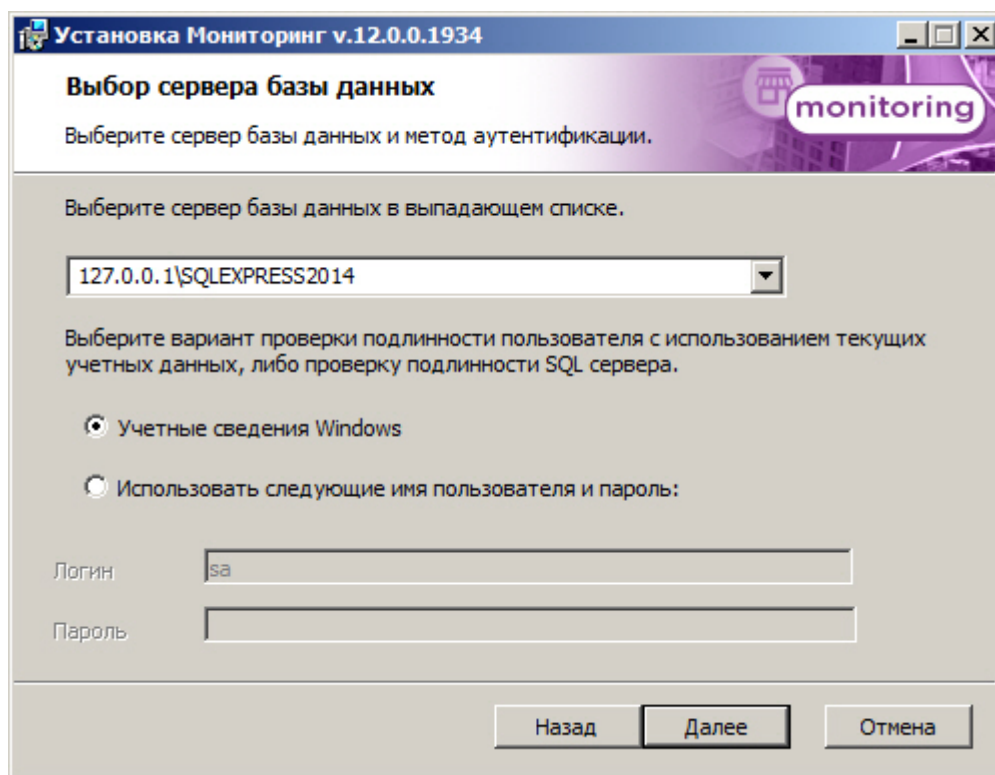 Установка Мониторинг v.12.0.0.1934
Выбор сервера базы данных
Выберите сервер базы данных и метод аутентификации.
monitoring
Выберите сервер базы данных в выпадающем списке.
127.0.0.1\SQLEXPRESS2014
Выберите вариант проверки подлинности пользователя с использованием текущих
учетных данных, либо проверку подлинности SQL сервера.
Учетные сведения Windows
Использовать следующие имя пользователя и пароль:
Логин
sa
Пароль
Назад
Далее
Отмена